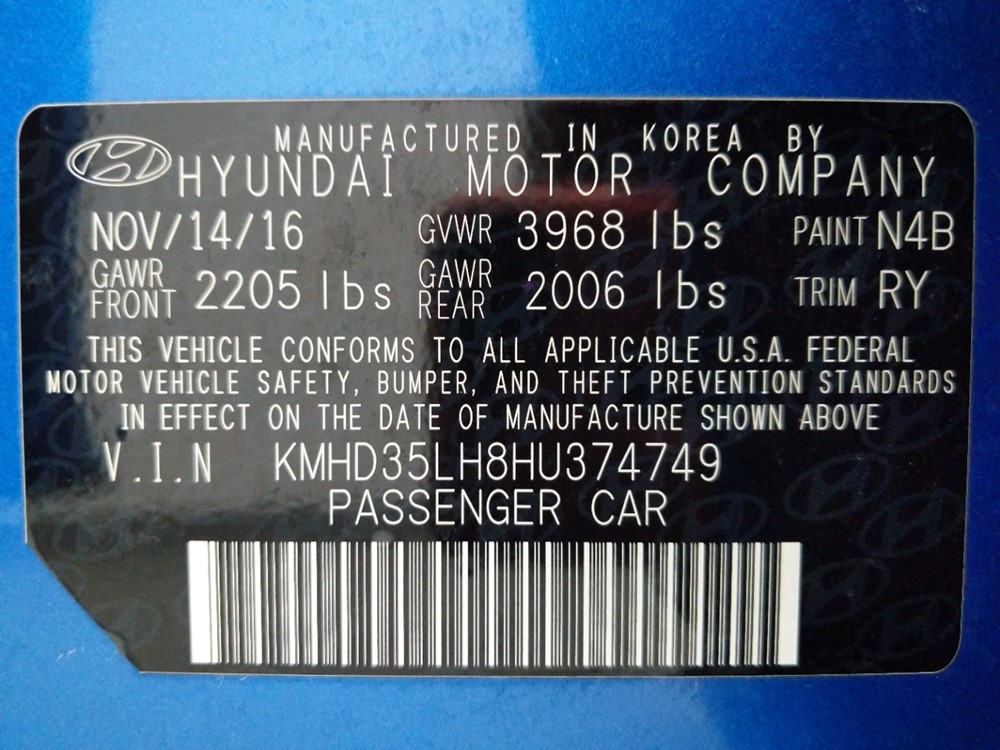 MANUFACTURED IN KOREA BY
HYUNDAI MOTOR COMPANY
NOV/14/16 GVWR 3968 lbs PAINT N4B
GAWR FRONT 2205 lbs GAWR REAR 2006 lbs TRIM RY
THIS VEHICLE CONFORMS TO ALL APPLICABLE U.S.A. FEDERAL
MOTOR VEHICLE SAFETY, BUMPER, AND THEFT PREVENTION STANDARDS
IN EFFECT ON THE DATE OF MANUFACTURE SHOWN ABOVE
V.I.N KMHD35LH8HU374749
PASSENGER CAR